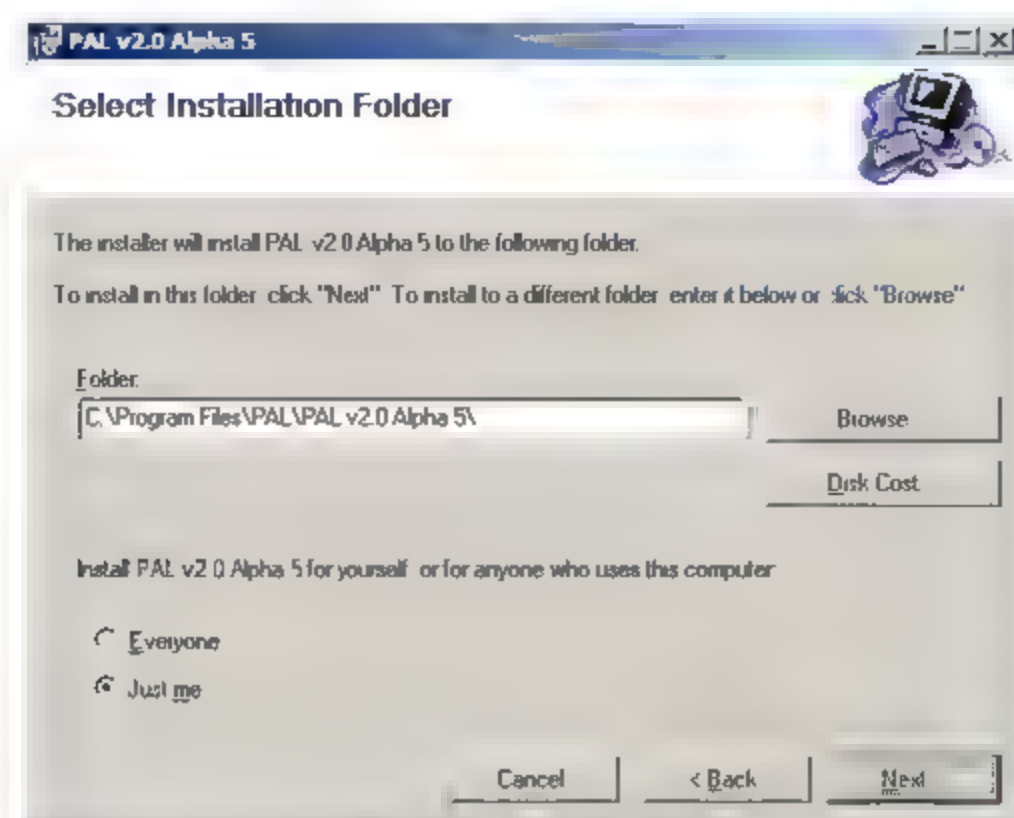 PAL v2.0 Alpha 5
Select Installation Folder
The installer will install PAL v2.0 Alpha 5 to the following folder.
To install in this folder click "Next" To install to a different folder enter it below or click "Browse"
Folder:
C:\Program Files\PAL\PAL v2.0 Alpha 5\
Browse
Disk Cost
Install PAL v2.0 Alpha 5 for yourself or for anyone who uses this computer
Everyone
Just me
Cancel
< Back
Next